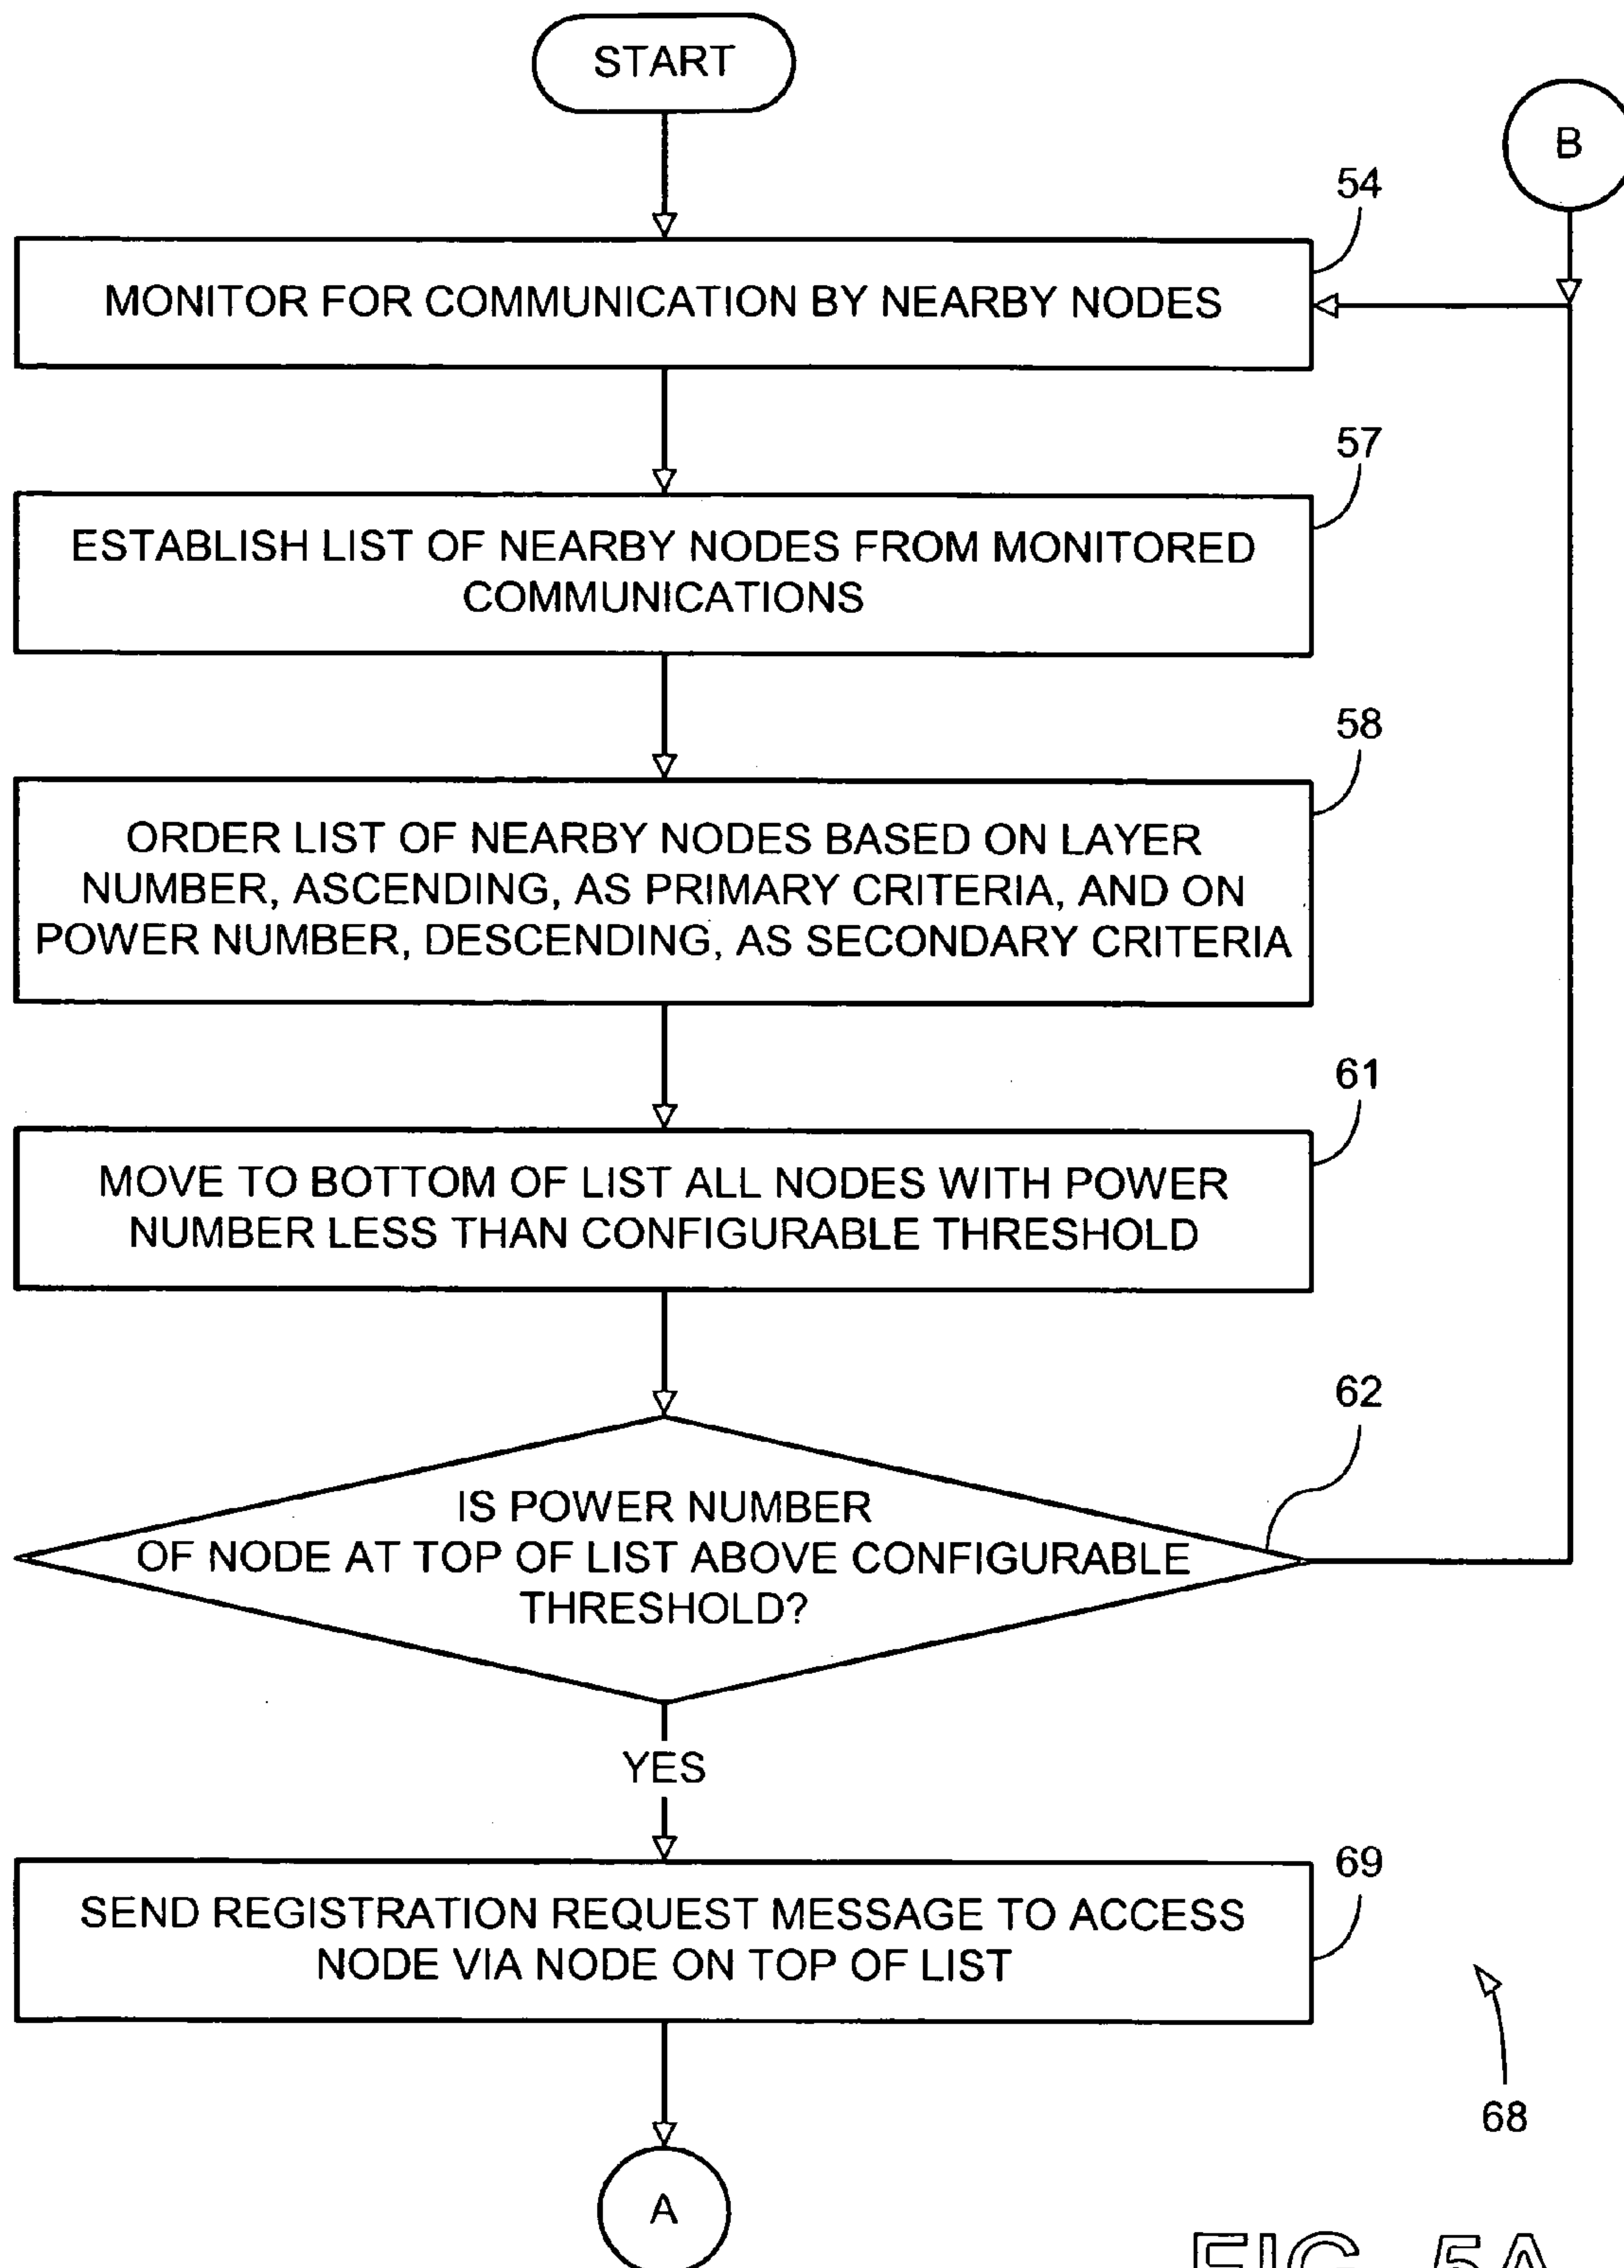 START
B
54
MONITOR FOR COMMUNICATION BY NEARBY NODES
57
ESTABLISH LIST OF NEARBY NODES FROM MONITORED
COMMUNICATIONS
58
ORDER LIST OF NEARBY NODES BASED ON LAYER
NUMBER, ASCENDING, AS PRIMARY CRITERIA, AND ON
POWER NUMBER, DESCENDING, AS SECONDARY CRITERIA
61
MOVE TO BOTTOM OF LIST ALL NODES WITH POWER
NUMBER LESS THAN CONFIGURABLE THRESHOLD
62
IS POWER NUMBER
OF NODE AT TOP OF LIST ABOVE CONFIGURABLE
THRESHOLD?
YES
69
SEND REGISTRATION REQUEST MESSAGE TO ACCESS
NODE VIA NODE ON TOP OF LIST
68
A
FIG. 5A